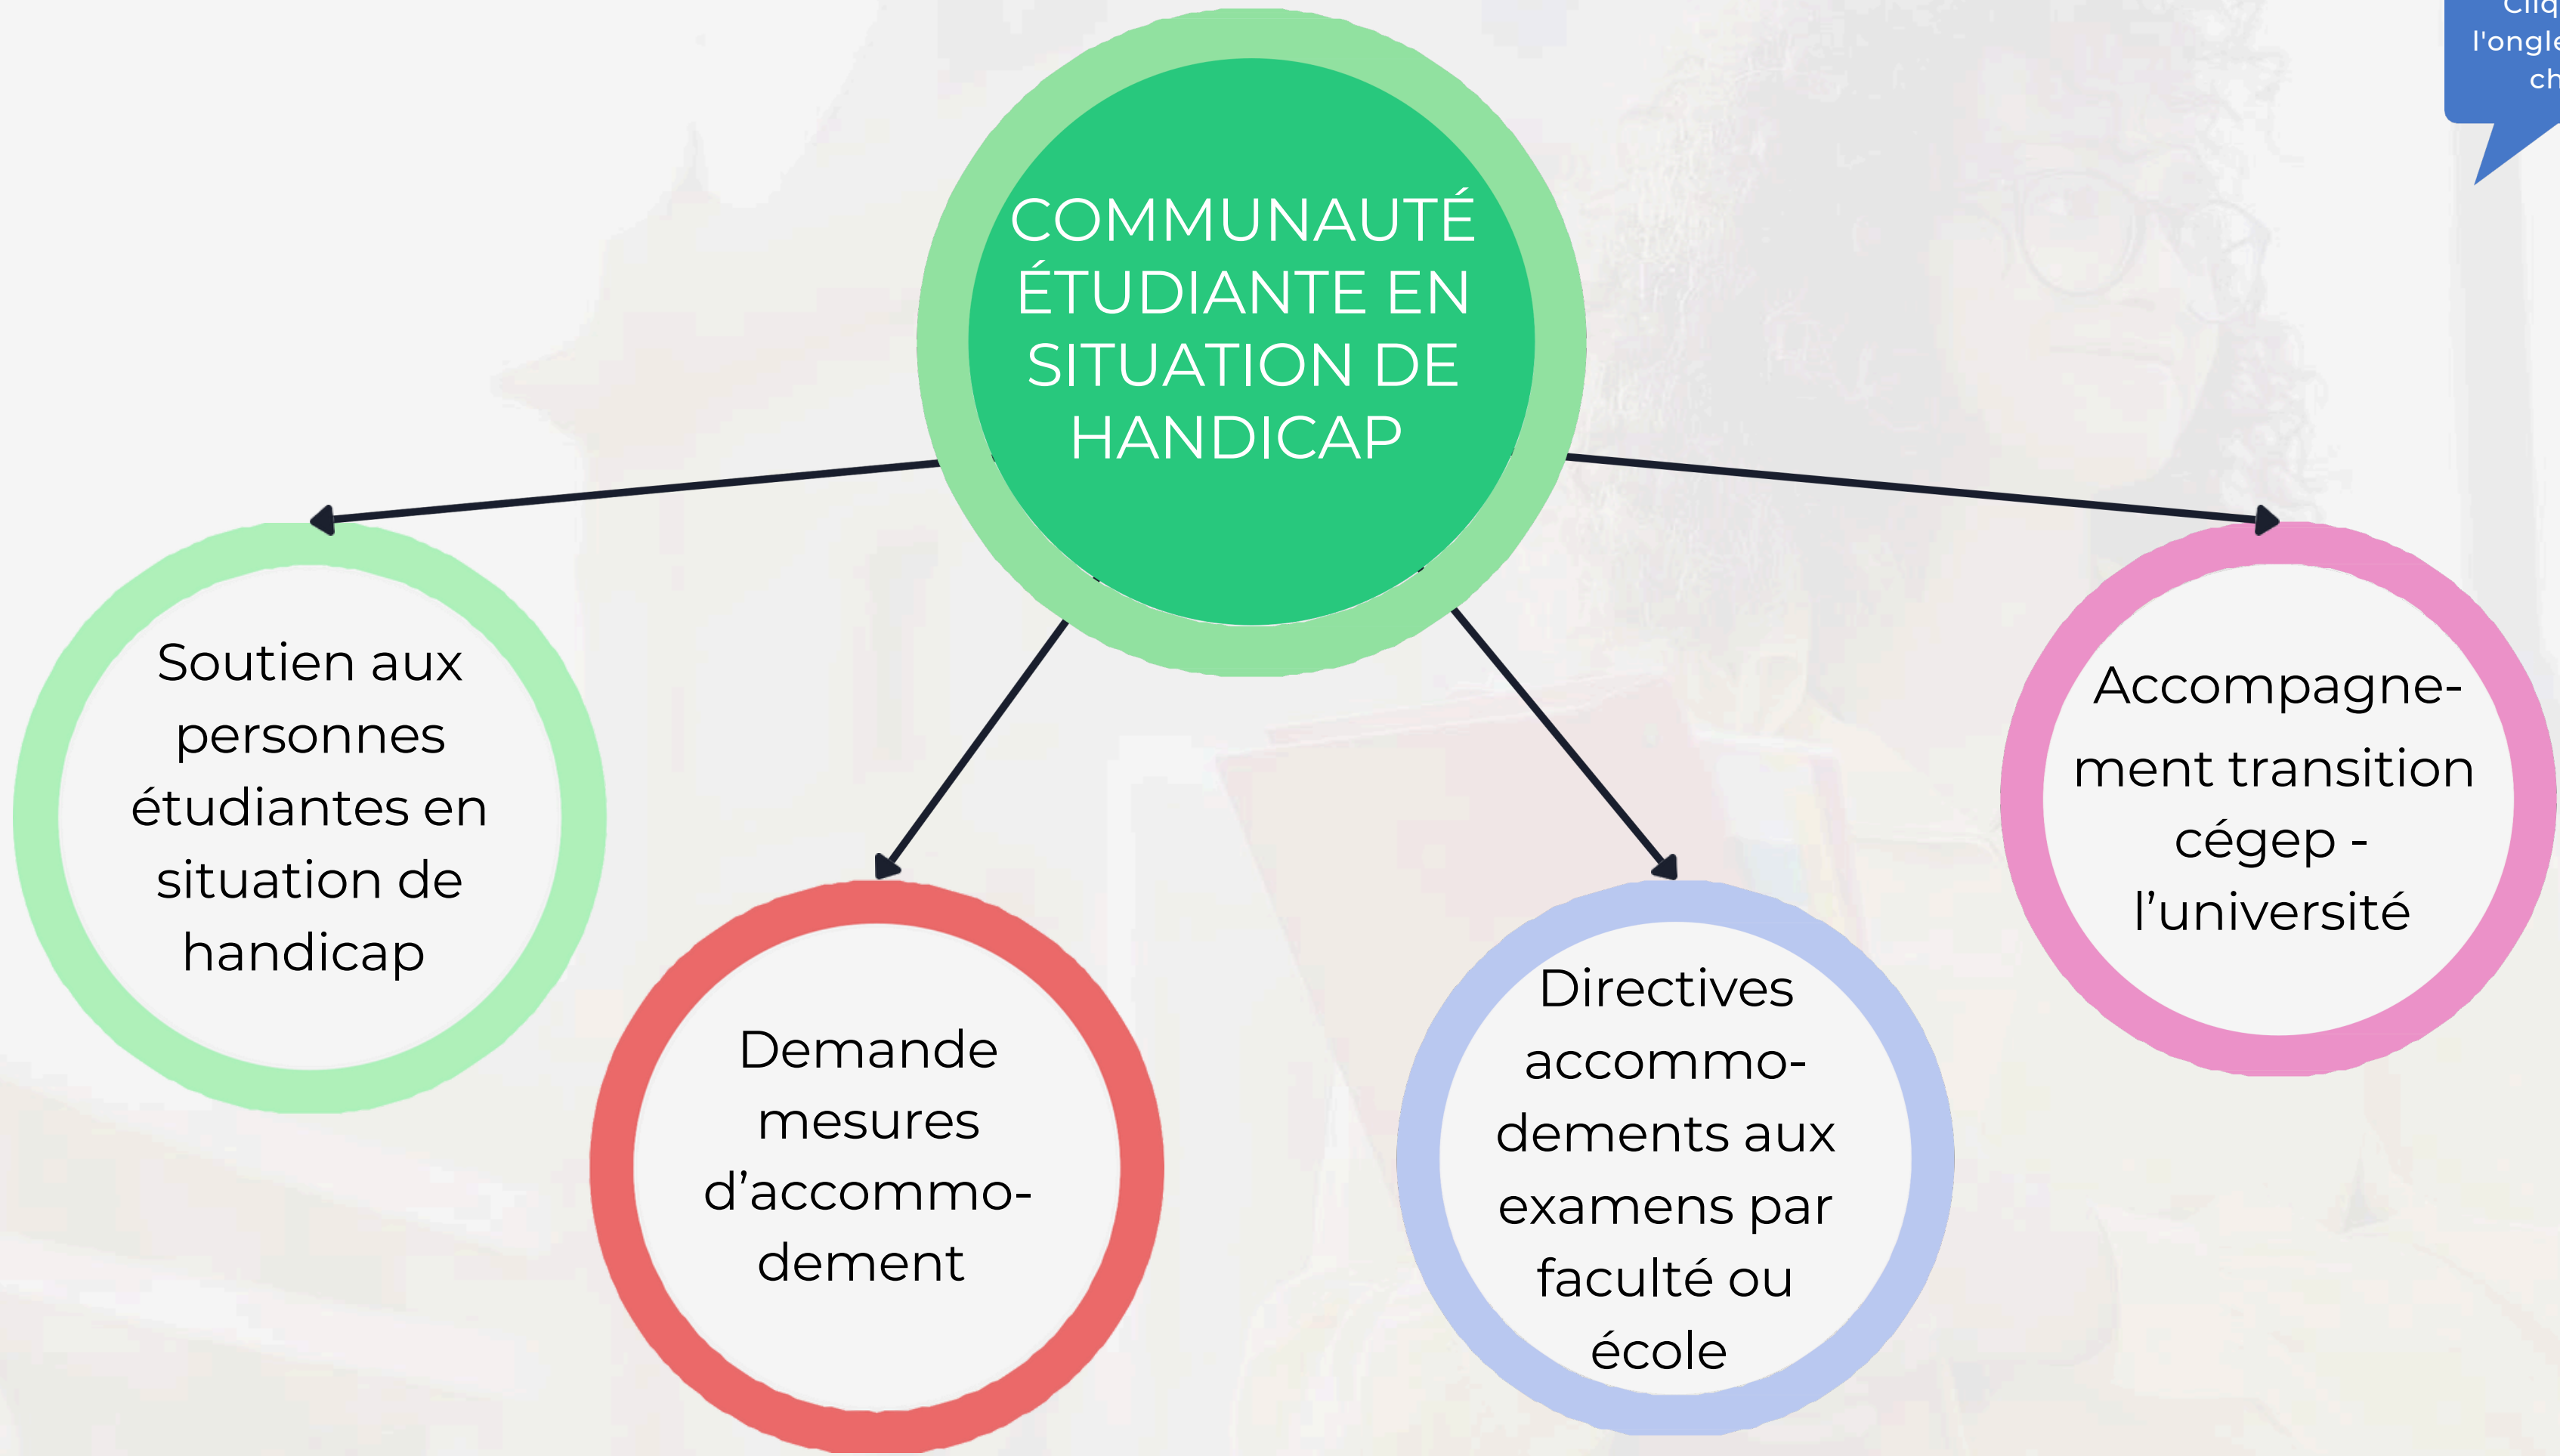 l'ongle
COMMUNAUTÉ
ÉTUDIANTE EN
SITUATION DE
HANDICAP
Soutien aux
personnes
étudiantes en
situation de
handicap
Demande
mesures
d’accommo-
dement
Directives
accommo-
dements aux
examens par
faculté ou
école
Accompagne-
ment transition
cégep -
l’université